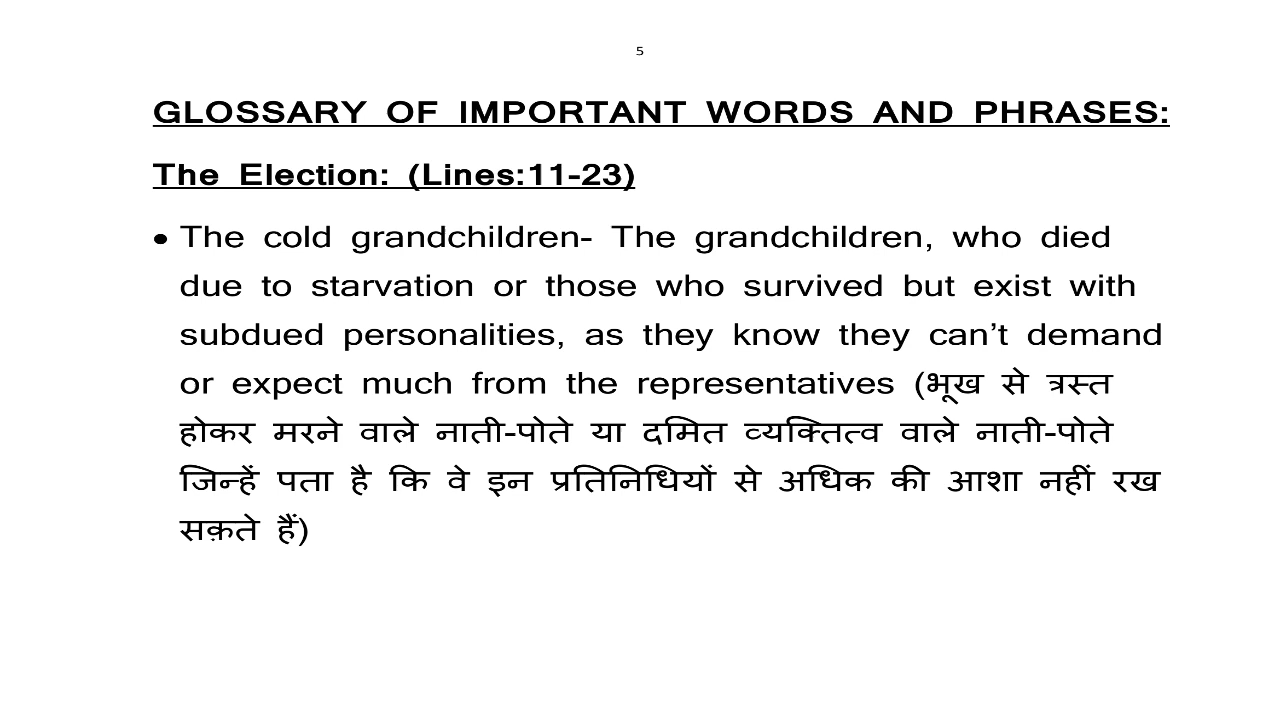 5
GLOSSARY OF IMPORTANT WORDS AND PHRASES:
The Election: (Lines:11-23)
• The cold grandchildren- The grandchildren, who died
due to starvation or those who survived but exist with
subdued personalities, as they know they can’t demand
or expect much from the representatives (भूख से त्रस्त
होकर मरने वाले नाती-पोते या दमित व्यक्तित्व वाले नाती-पोते
जिन्हें पता है कि वे इन प्रतिनिधियों से अधिक की आशा नहीं रख
सक़ते हैं)